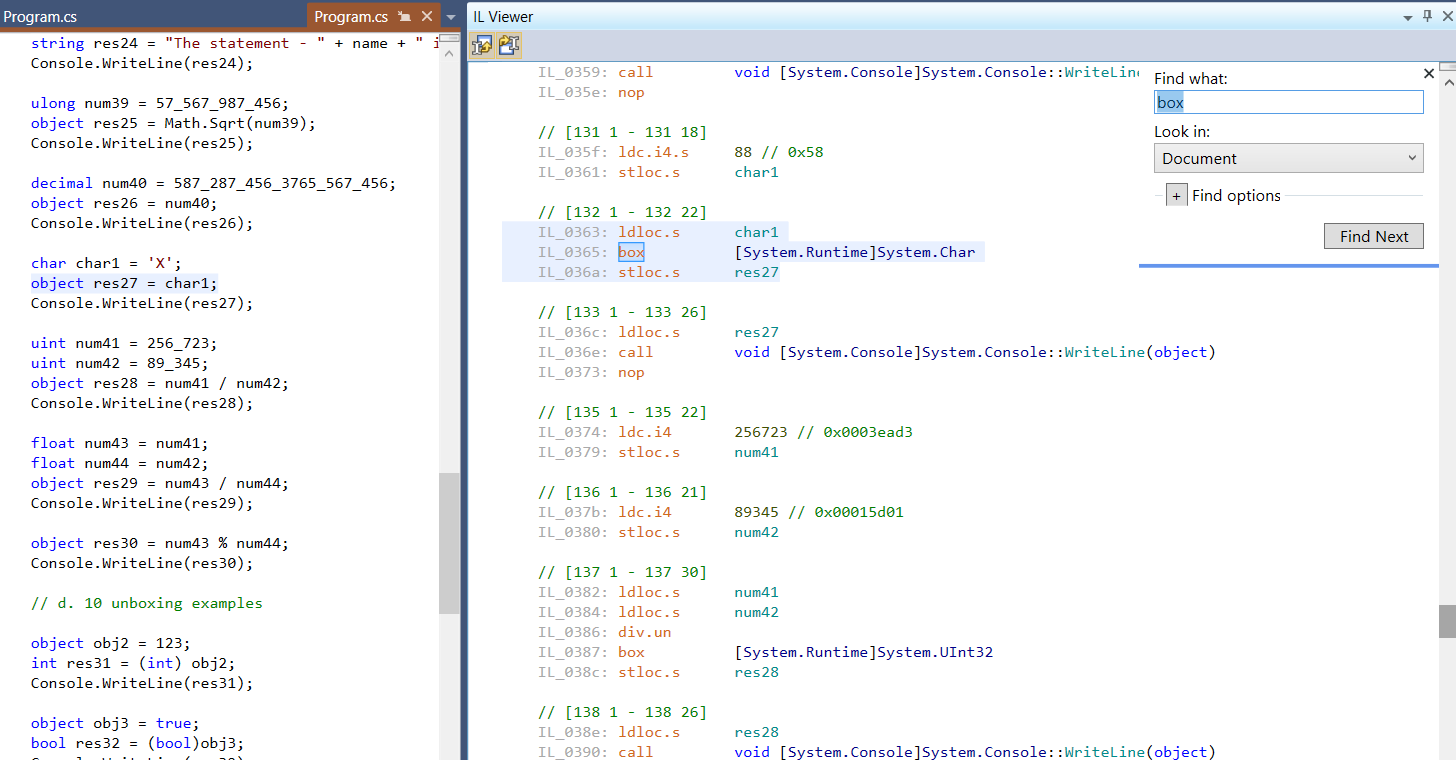 Program.cs
Program.cs
string res24 = "The statement - " + name + " i
Console.WriteLine(res24);
ulong num39 = 57_567_987_456;
object res25 = Math.Sqrt(num39);
Console.WriteLine(res25);
decimal num40 = 587_287_456_3765_567_456;
object res26 = num40;
Console.WriteLine(res26);
char char1 = 'X';
object res27 = char1;
Console.WriteLine(res27);
uint num41 = 256_723;
uint num42 = 89_345;
object res28 = num41 / num42;
Console.WriteLine(res28);
float num43 = num41;
float num44 = num42;
object res29 = num43 / num44;
Console.WriteLine(res29);
object res30 = num43 % num44;
Console.WriteLine(res30);
// d. 10 unboxing examples
object obj2 = 123;
int res31 = (int) obj2;
Console.WriteLine(res31);
object obj3 = true;
bool res32 = (bool)obj3;
IL Viewer
IL_0359: call void [System.Console]System.Console::WriteLine
IL_035e: nop
// [131 1 - 131 18]
IL_035f: ldc.i4.s 88 // 0x58
IL_0361: stloc.s char1
// [132 1 - 132 22]
IL_0363: ldloc.s char1
IL_0365: box [System.Runtime]System.Char
IL_036a: stloc.s res27
// [133 1 - 133 26]
IL_036c: ldloc.s res27
IL_036e: call void [System.Console]System.Console::WriteLine(object)
IL_0373: nop
// [135 1 - 135 22]
IL_0374: ldc.i4 256723 // 0x0003ead3
IL_0379: stloc.s num41
// [136 1 - 136 21]
IL_037b: ldc.i4 89345 // 0x00015d01
IL_0380: stloc.s num42
// [137 1 - 137 30]
IL_0382: ldloc.s num41
IL_0384: ldloc.s num42
IL_0386: div.un
IL_0387: box [System.Runtime]System.UInt32
IL_038c: stloc.s res28
// [138 1 - 138 26]
IL_038e: ldloc.s res28
IL_0390: call void [System.Console]System.Console::WriteLine(object)
Find what:
box
Look in:
Document
+ Find options
Find Next